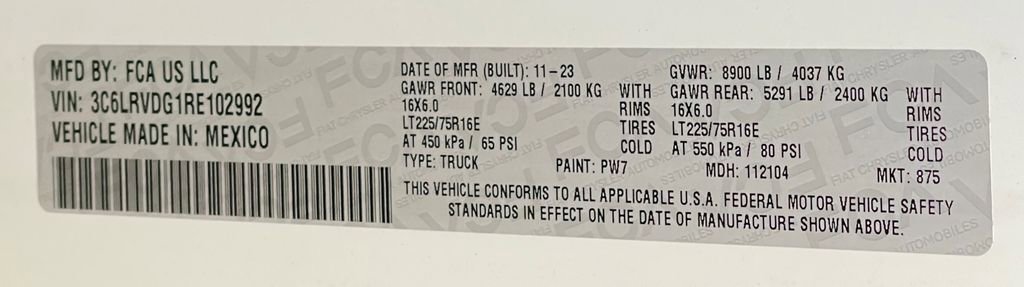 MFD BY: FCA US LLC
VIN: 3C6LRVDG1RE102992
VEHICLE MADE IN: MEXICO
DATE OF MFR (BUILT): 11-23
GVWR: 8900 LB / 4037 KG
GAWR FRONT: 4629 LB / 2100 KG WITH
16X6.0 RIMS
LT225/75R16E TIRES
AT 450 kPa / 65 PSI COLD
GAWR REAR: 5291 LB / 2400 KG WITH
16X6.0 RIMS
LT225/75R16E TIRES
AT 550 kPa / 80 PSI COLD
TYPE: TRUCK PAINT: PW7 MDH: 112104 MKT: 875
THIS VEHICLE CONFORMS TO ALL APPLICABLE U.S.A. FEDERAL MOTOR VEHICLE SAFETY
STANDARDS IN EFFECT ON THE DATE OF MANUFACTURE SHOWN ABOVE.